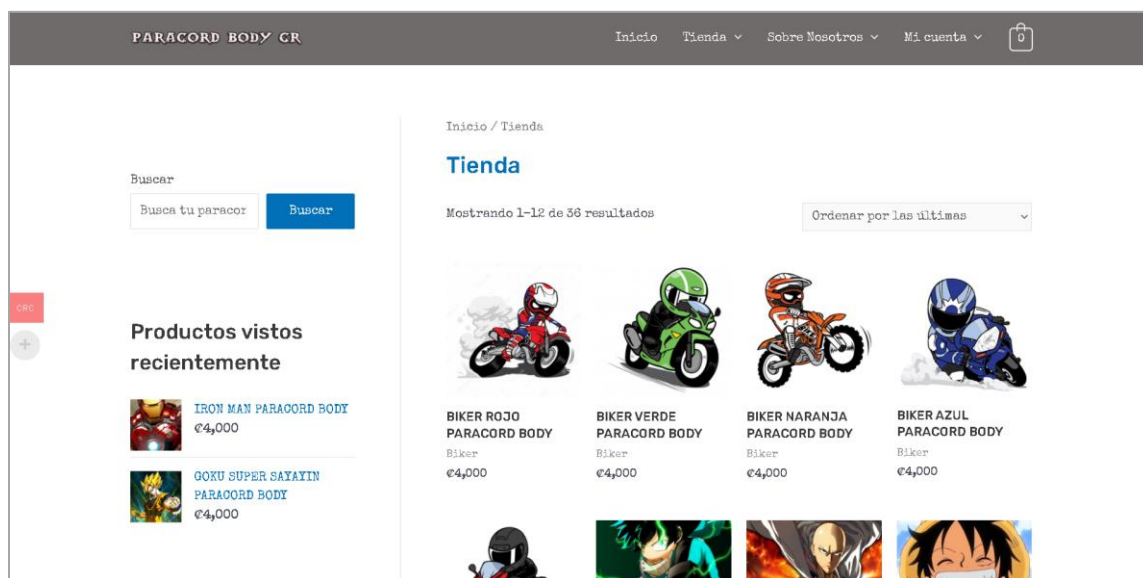 PARACORD BODY CR
Inicio
Tienda
Sobre Nosotros
Mi cuenta
0
Inicio / Tienda
Tienda
Buscar
Busca tu paracor
Buscar
Mostrando 1–12 de 36 resultados
Ordenar por las últimas
CRC
Productos vistos
recientemente
IRON MAN PARACORD BODY
₡4,000
GOKU SUPER SAYAYIN
PARACORD BODY
₡4,000
BIKER ROJO
PARACORD BODY
Biker
₡4,000
BIKER VERDE
PARACORD BODY
Biker
₡4,000
BIKER NARANJA
PARACORD BODY
Biker
₡4,000
BIKER AZUL
PARACORD BODY
Biker
₡4,000